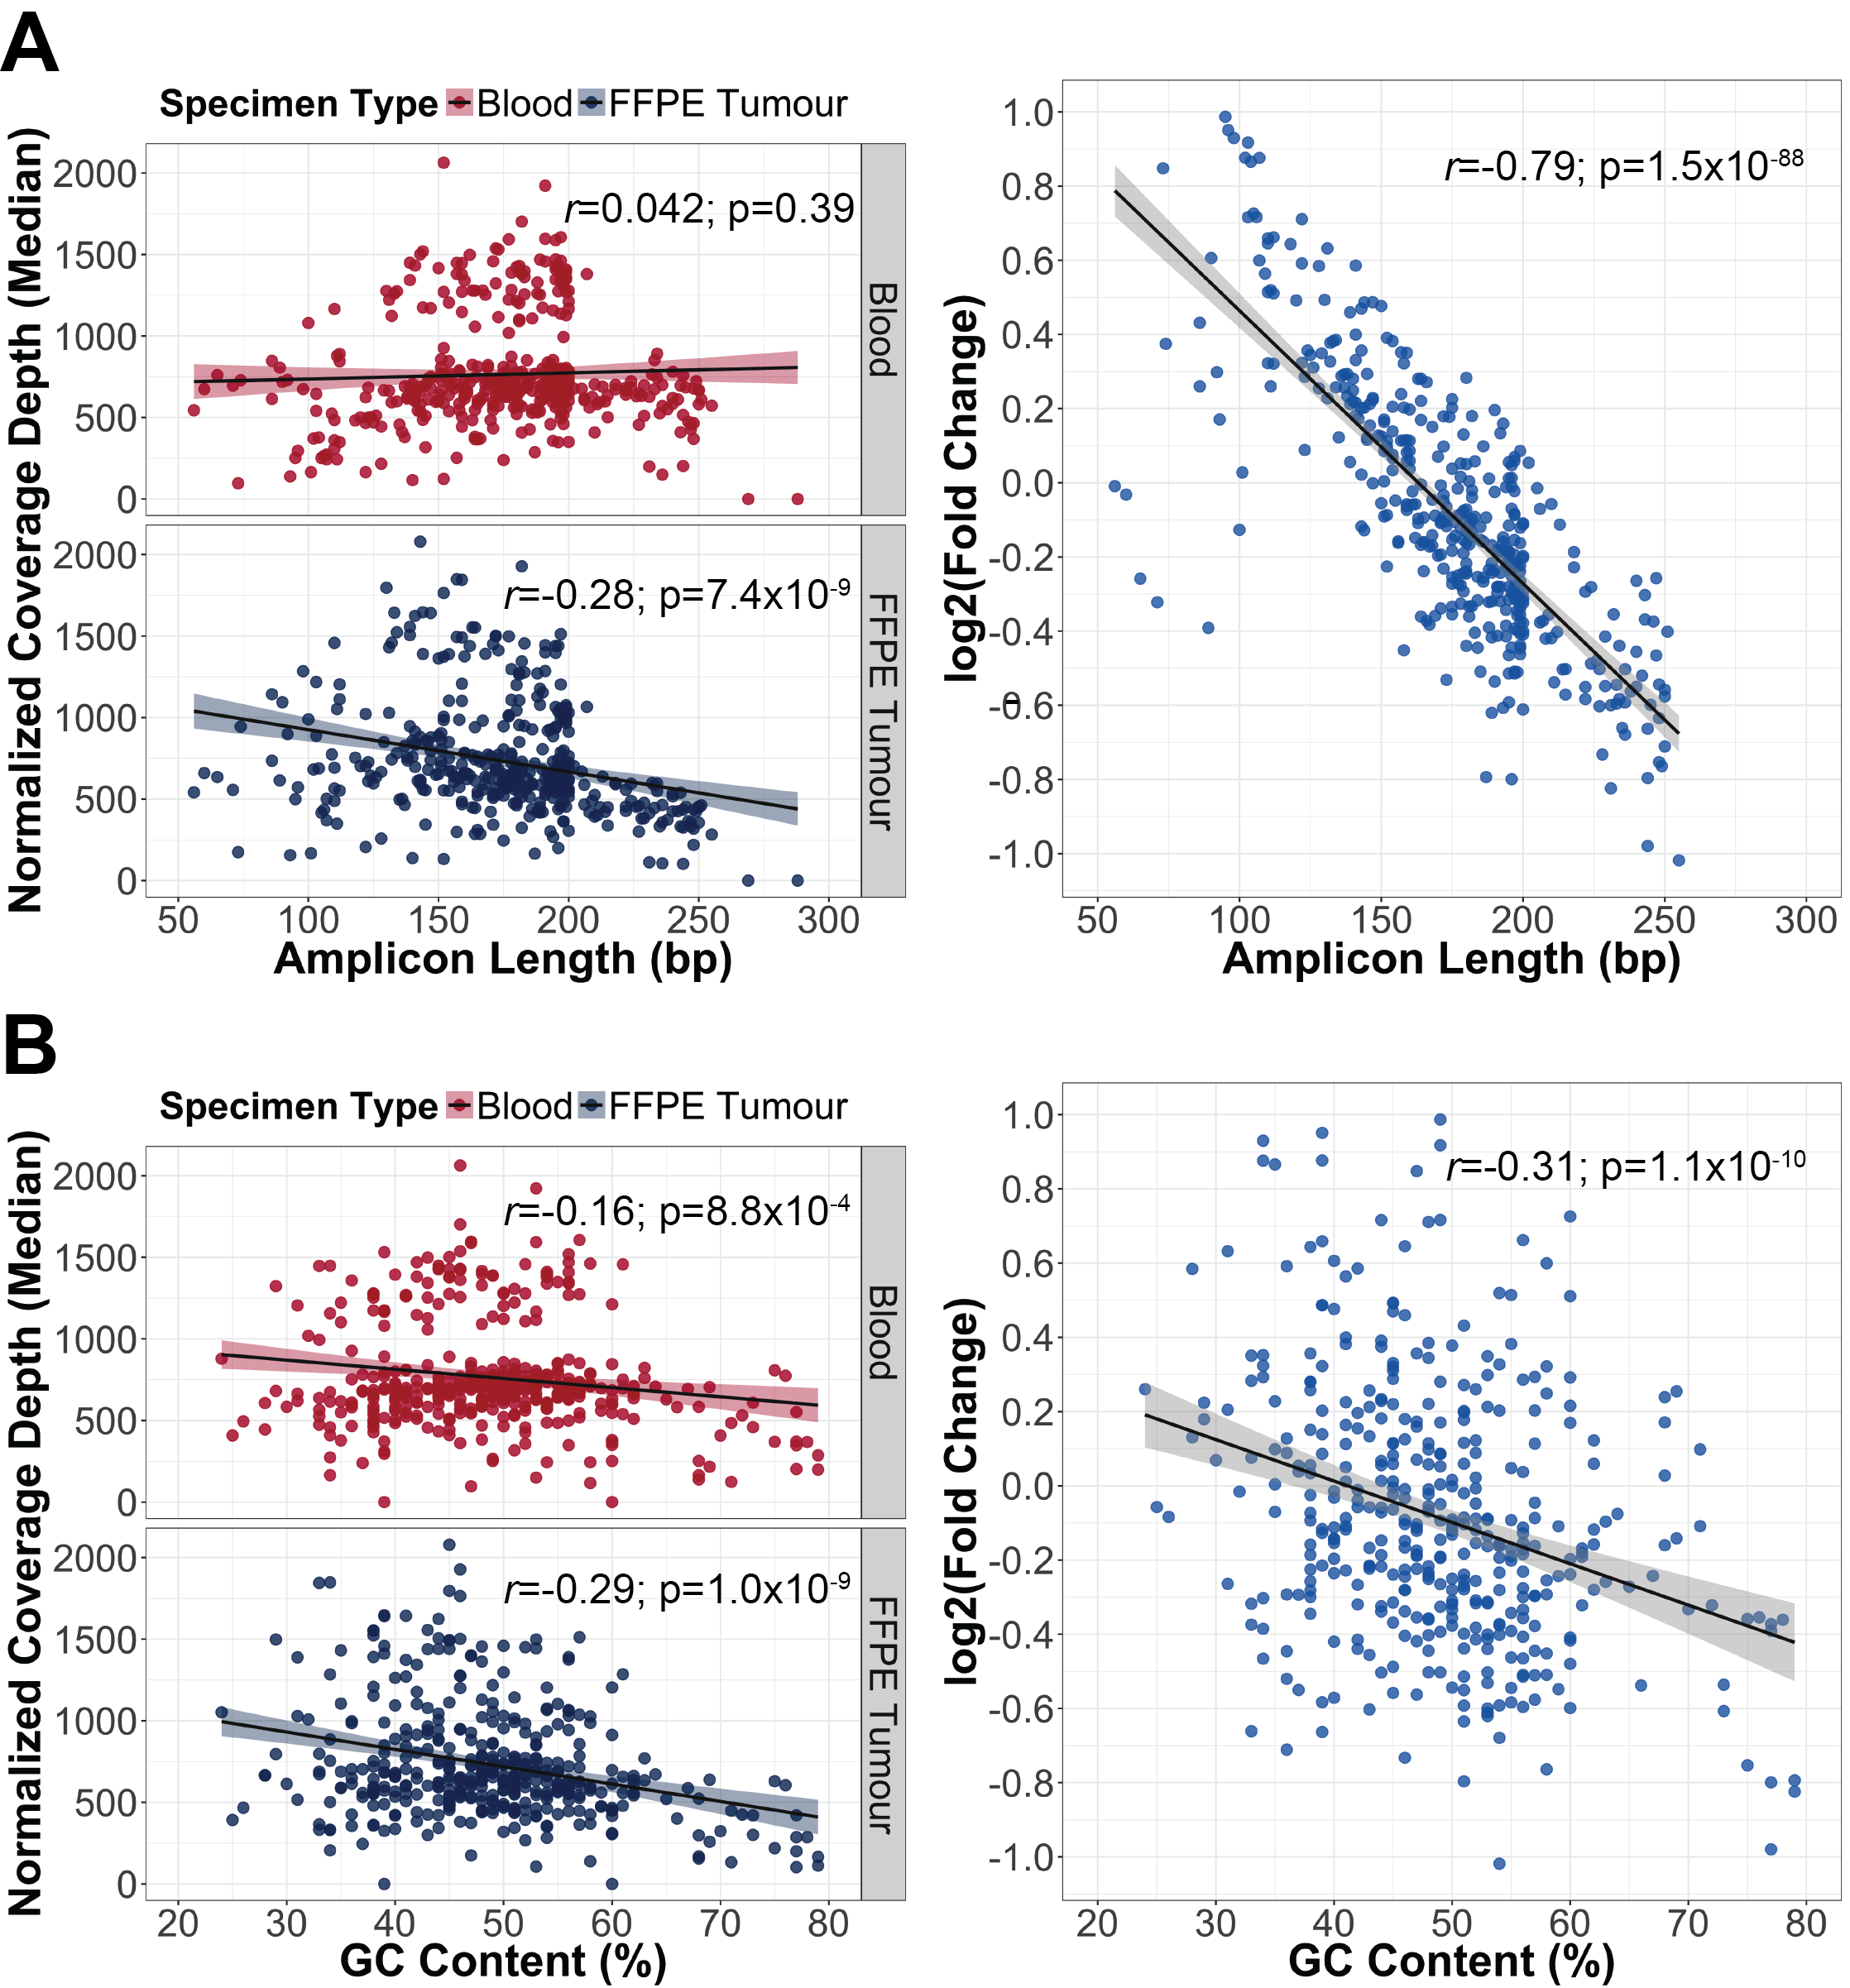 A
Specimen Type Blood FFPE Tumour
Normalized Coverage Depth (Median)
2000
1500
1000
500
0
r=0.042; p=0.39
Blood
2000
1500
1000
500
0
r=-0.28; p=7.4x10-9
FFPE Tumour
50 100 150 200 250 300
Amplicon Length (bp)
log2(Fold Change)
1.0
0.8
0.6
0.4
0.2
0.0
-0.2
-0.4
-0.6
-0.8
-1.0
r=-0.79; p=1.5x10-88
50 100 150 200 250 300
Amplicon Length (bp)
B
Specimen Type Blood FFPE Tumour
Normalized Coverage Depth (Median)
2000
1500
1000
500
0
r=-0.16; p=8.8x10-4
Blood
2000
1500
1000
500
0
r=-0.29; p=1.0x10-9
FFPE Tumour
20 30 40 50 60 70 80
GC Content (%)
log2(Fold Change)
1.0
0.8
0.6
0.4
0.2
0.0
-0.2
-0.4
-0.6
-0.8
-1.0
r=-0.31; p=1.1x10-10
20 30 40 50 60 70 80
GC Content (%)